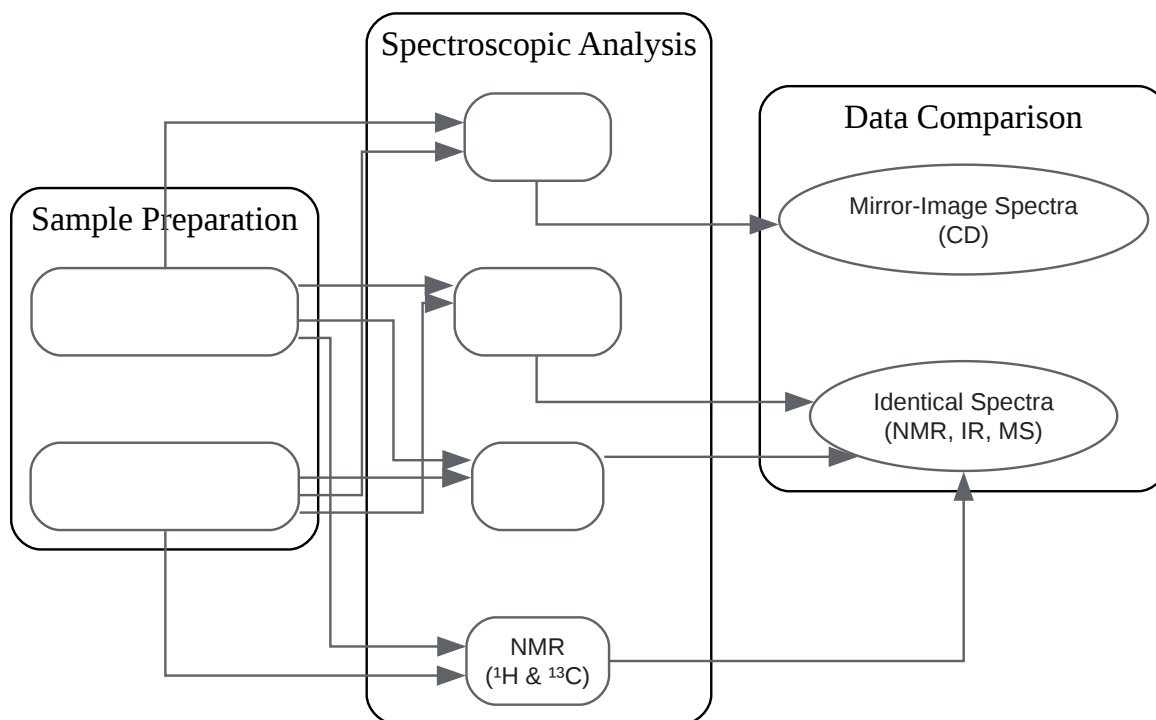 Spectroscopic Analysis
Data Comparison
Sample Preparation
Mirror-Image Spectra
(CD)
Identical Spectra
(NMR, IR, MS)
NMR
(¹H & ¹³C)